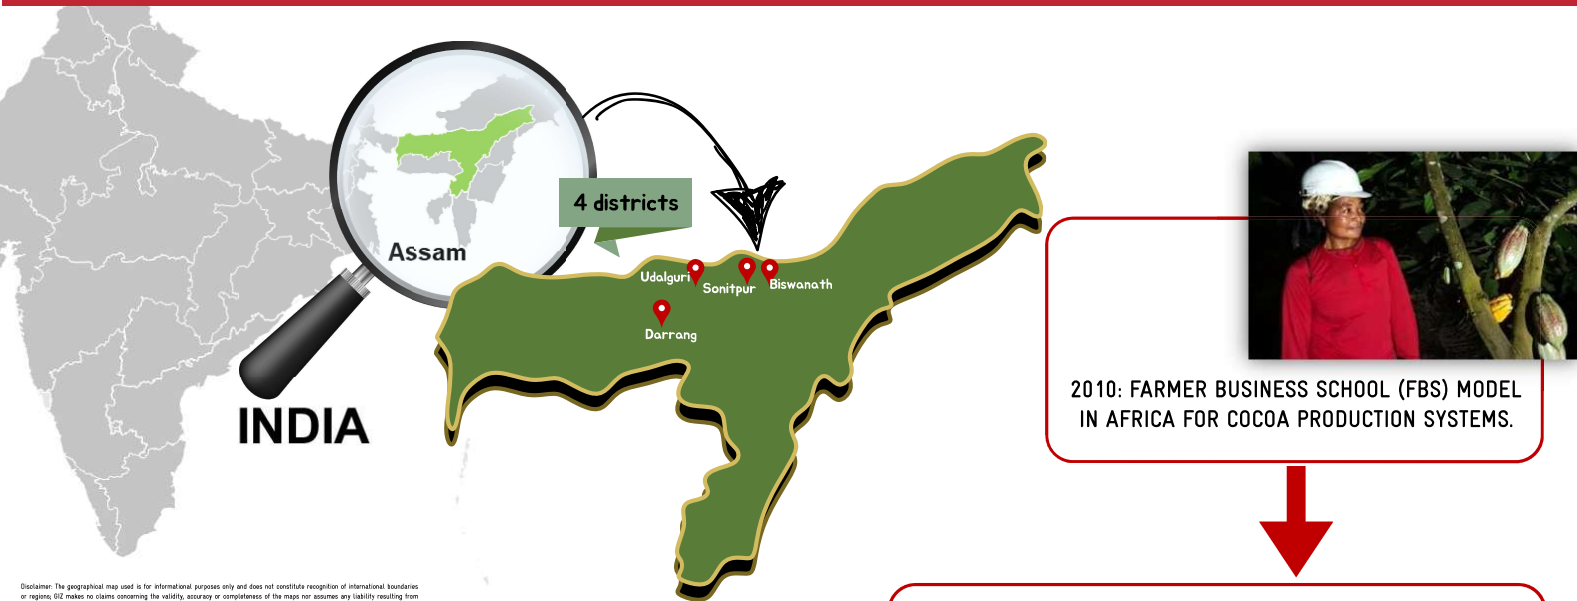 4 districts
Assam
Udalguri
Sonitpur
Biswanath
Darrang
INDIA
2010: FARMER BUSINESS SCHOOL (FBS) MODEL
IN AFRICA FOR COCOA PRODUCTION SYSTEMS.
Disclaimer: The geographical map used is for informational purposes only and does not constitute recognition of international boundaries
or regions; GIZ makes no claims concerning the validity, accuracy or completeness of the maps nor assumes any liability resulting from